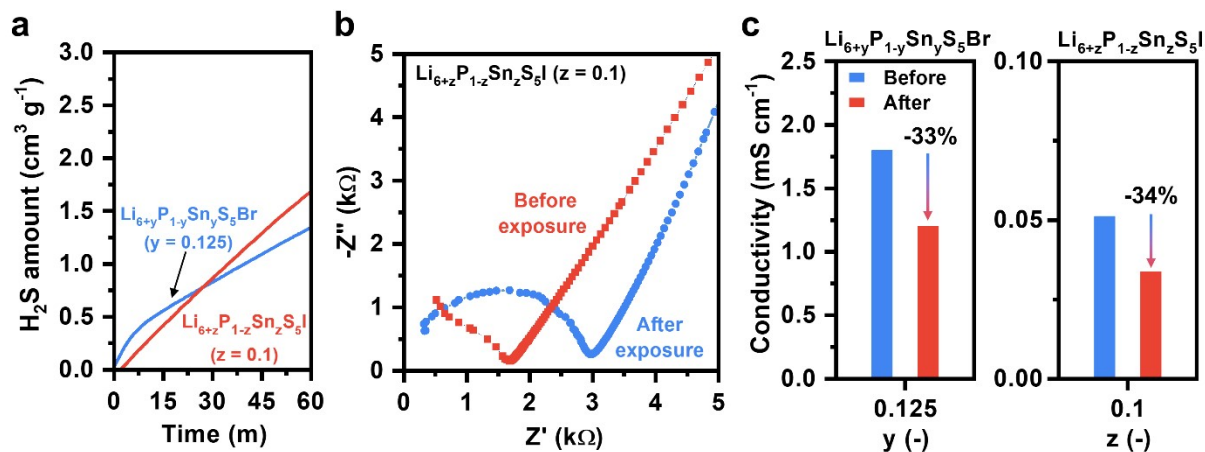 a
H₂S amount (cm³ g⁻¹)
3.0
2.5
2.0
1.5
1.0
0.5
0.0
Li₆₊yP₁₋ySnyS₅Br
(y = 0.125)
Li₆₊zP₁₋zSnzS₅I
(z = 0.1)
0 15 30 45 60
Time (m)
b
-Z'' (kΩ)
5
4
3
2
1
0
Li₆₊zP₁₋zSnzS₅I (z = 0.1)
Before
exposure
After
exposure
0 1 2 3 4 5
Z' (kΩ)
c
Conductivity (mS cm⁻¹)
Li₆₊yP₁₋ySnyS₅Br
2.5
2.0
1.5
1.0
0.5
0.0
Before
After
-33%
0.125
y (-)
Li₆₊zP₁₋zSnzS₅I
0.10
0.05
0.00
-34%
0.1
z (-)